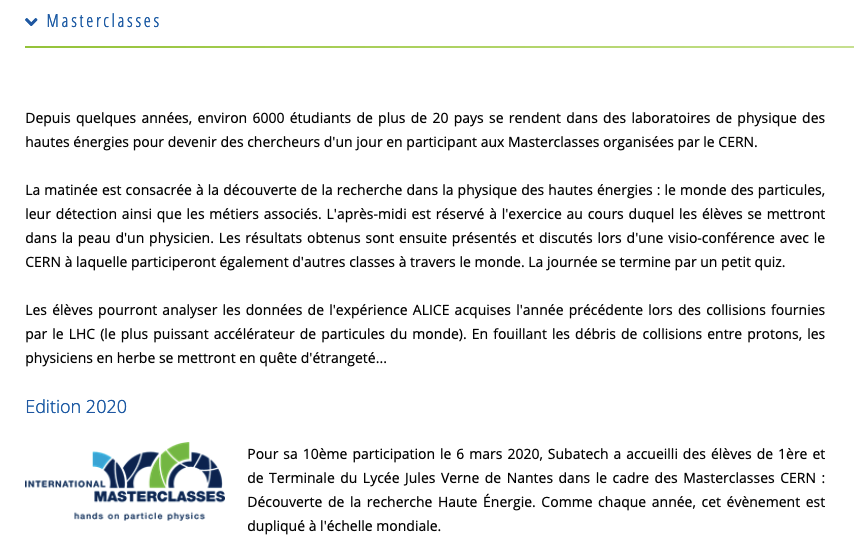 Masterclasses
Depuis quelques années, environ 6000 étudiants de plus de 20 pays se rendent dans des laboratoires de physique des
hautes énergies pour devenir des chercheurs d'un jour en participant aux Masterclasses organisées par le CERN.
La matinée est consacrée à la découverte de la recherche dans la physique des hautes énergies : le monde des particules,
leur détection ainsi que les métiers associés. L'après-midi est réservé à l'exercice au cours duquel les élèves se mettront
dans la peau d'un physicien. Les résultats obtenus sont ensuite présentés et discutés lors d'une visio-conférence avec le
CERN à laquelle participeront également d'autres classes à travers le monde. La journée se termine par un petit quiz.
Les élèves pourront analyser les données de l'expérience ALICE acquises l'année précédente lors des collisions fournies
par le LHC (le plus puissant accélérateur de particules du monde). En fouillant les débris de collisions entre protons, les
physiciens en herbe se mettront en quête d'étrangeté...
Edition 2020
INTERNATIONAL
MASTERCLASSES
hands on particle physics
Pour sa 10ème participation le 6 mars 2020, Subatech a accueilli des élèves de 1ère et
de Terminale du Lycée Jules Verne de Nantes dans le cadre des Masterclasses CERN :
Découverte de la recherche Haute Énergie. Comme chaque année, cet évènement est
dupliqué à l'échelle mondiale.